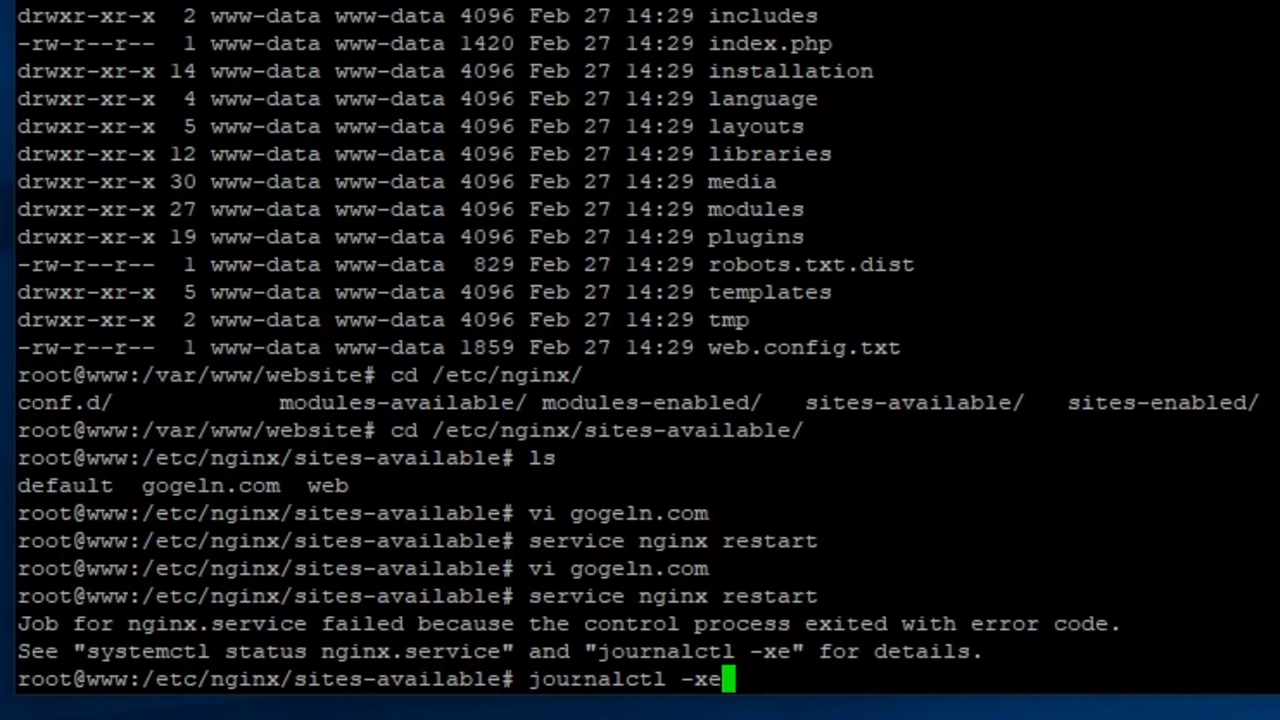 drwxr-xr-x  2 www-data www-data 4096 Feb 27 14:29 includes
-rw-r--r--  1 www-data www-data 1420 Feb 27 14:29 index.php
drwxr-xr-x 14 www-data www-data 4096 Feb 27 14:29 installation
drwxr-xr-x  4 www-data www-data 4096 Feb 27 14:29 language
drwxr-xr-x  5 www-data www-data 4096 Feb 27 14:29 layouts
drwxr-xr-x 12 www-data www-data 4096 Feb 27 14:29 libraries
drwxr-xr-x 30 www-data www-data 4096 Feb 27 14:29 media
drwxr-xr-x 27 www-data www-data 4096 Feb 27 14:29 modules
drwxr-xr-x 19 www-data www-data 4096 Feb 27 14:29 plugins
-rw-r--r--  1 www-data www-data  829 Feb 27 14:29 robots.txt.dist
drwxr-xr-x  5 www-data www-data 4096 Feb 27 14:29 templates
drwxr-xr-x  2 www-data www-data 4096 Feb 27 14:29 tmp
-rw-r--r--  1 www-data www-data 1859 Feb 27 14:29 web.config.txt
root@www:/var/www/website# cd /etc/nginx/
conf.d/            modules-available/ modules-enabled/   sites-available/   sites-enabled/
root@www:/var/www/website# cd /etc/nginx/sites-available/
root@www:/etc/nginx/sites-available# ls
default  gogeln.com  web
root@www:/etc/nginx/sites-available# vi gogeln.com
root@www:/etc/nginx/sites-available# service nginx restart
root@www:/etc/nginx/sites-available# vi gogeln.com
root@www:/etc/nginx/sites-available# service nginx restart
Job for nginx.service failed because the control process exited with error code.
See "systemctl status nginx.service" and "journalctl -xe" for details.
root@www:/etc/nginx/sites-available# journalctl -xe